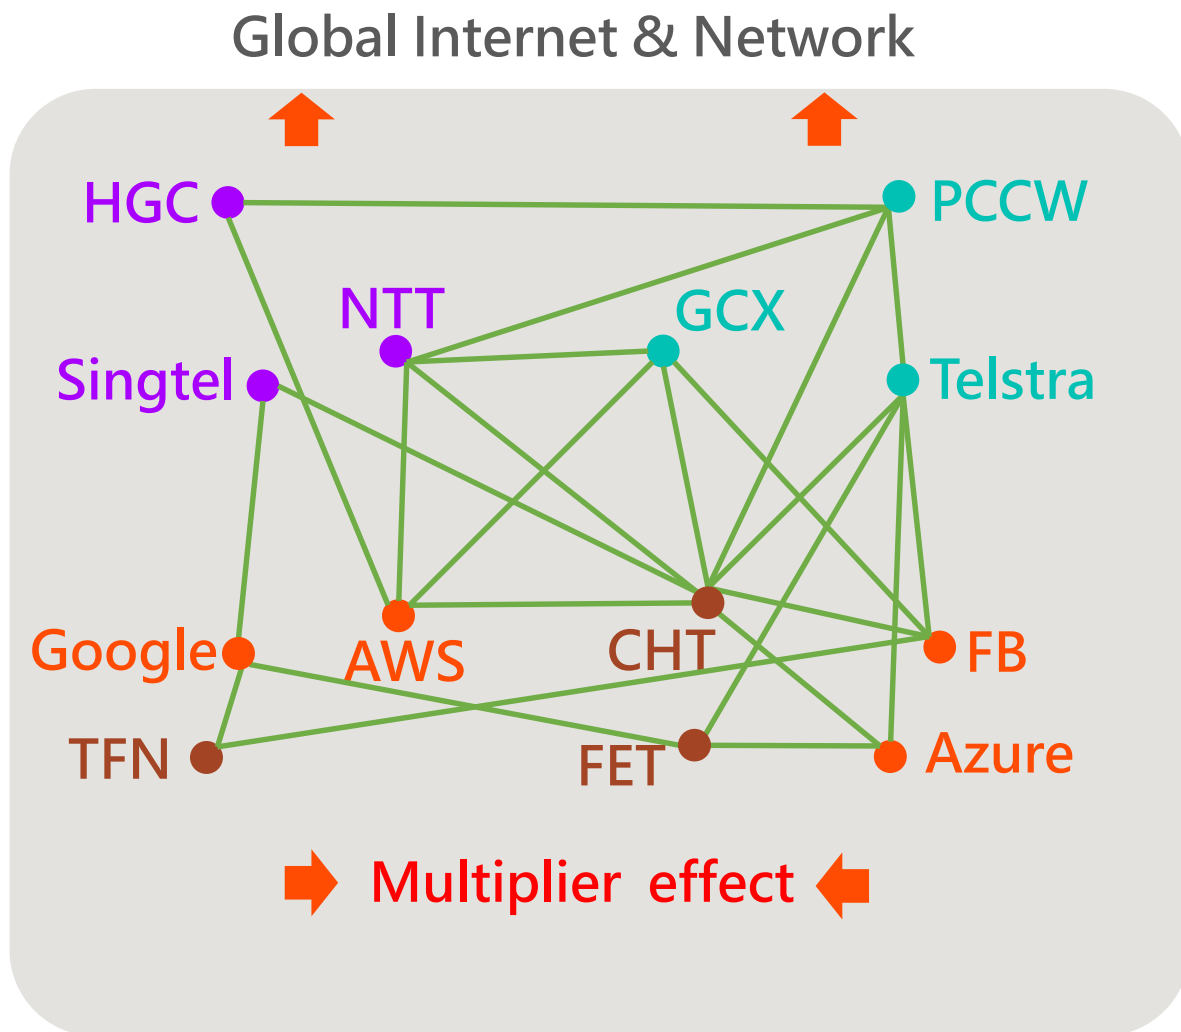 Global Internet & Network
HGC
PCCW
NTT
GCX
Singtel
Telstra
Google
AWS
CHT
FB
TFN
FET
Azure
Multiplier effect